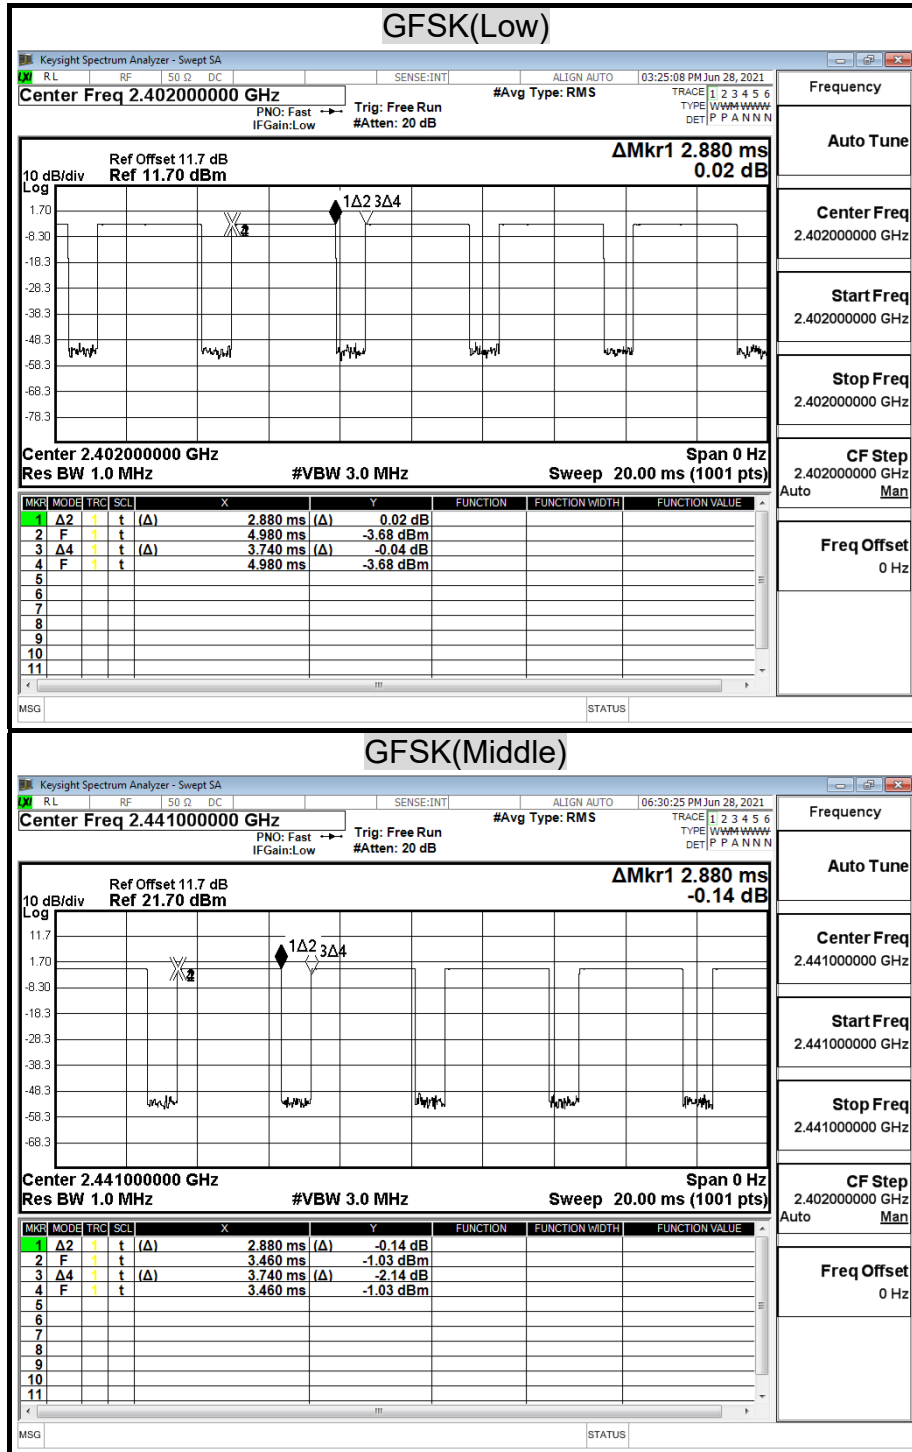 GFSK(Low)
Keysight Spectrum Analyzer - Swept SA
LXI RL RF 50 Ω DC SENSE:INT ALIGN AUTO 03:25:08 PM Jun 28, 2021
Center Freq 2.402000000 GHz #Avg Type: RMS TRACE 1 2 3 4 5 6
PNO: Fast Trig: Free Run TYPE WWMWWWW
IFGain:Low #Atten: 20 dB DET P P A N N N
ΔMkr1 2.880 ms
0.02 dB
Ref Offset 11.7 dB
10 dB/div Ref 11.70 dBm
Log
1Δ2 3Δ4
1.70
-8.30
-18.3
-28.3
-38.3
-48.3
-58.3
-68.3
-78.3
Center 2.402000000 GHz Span 0 Hz
Res BW 1.0 MHz #VBW 3.0 MHz Sweep 20.00 ms (1001 pts)
MKR MODE TRC SCL X Y FUNCTION FUNCTION WIDTH FUNCTION VALUE
1 Δ2 1 t (Δ) 2.880 ms (Δ) 0.02 dB
2 F 1 t 4.980 ms -3.68 dBm
3 Δ4 1 t (Δ) 3.740 ms (Δ) -0.04 dB
4 F 1 t 4.980 ms -3.68 dBm
5
6
7
8
9
10
11
MSG STATUS
Frequency
Auto Tune
Center Freq
2.402000000 GHz
Start Freq
2.402000000 GHz
Stop Freq
2.402000000 GHz
CF Step
2.402000000 GHz
Auto Man
Freq Offset
0 Hz
GFSK(Middle)
Keysight Spectrum Analyzer - Swept SA
LXI RL RF 50 Ω DC SENSE:INT ALIGN AUTO 06:30:25 PM Jun 28, 2021
Center Freq 2.441000000 GHz #Avg Type: RMS TRACE 1 2 3 4 5 6
PNO: Fast Trig: Free Run TYPE WWMWWWW
IFGain:Low #Atten: 20 dB DET P P A N N N
ΔMkr1 2.880 ms
-0.14 dB
Ref Offset 11.7 dB
10 dB/div Ref 21.70 dBm
Log
1Δ2 3Δ4
11.7
1.70
-8.30
-18.3
-28.3
-38.3
-48.3
-58.3
-68.3
Center 2.441000000 GHz Span 0 Hz
Res BW 1.0 MHz #VBW 3.0 MHz Sweep 20.00 ms (1001 pts)
MKR MODE TRC SCL X Y FUNCTION FUNCTION WIDTH FUNCTION VALUE
1 Δ2 1 t (Δ) 2.880 ms (Δ) -0.14 dB
2 F 1 t 3.460 ms -1.03 dBm
3 Δ4 1 t (Δ) 3.740 ms (Δ) -2.14 dB
4 F 1 t 3.460 ms -1.03 dBm
5
6
7
8
9
10
11
MSG STATUS
Frequency
Auto Tune
Center Freq
2.441000000 GHz
Start Freq
2.441000000 GHz
Stop Freq
2.441000000 GHz
CF Step
2.402000000 GHz
Auto Man
Freq Offset
0 Hz